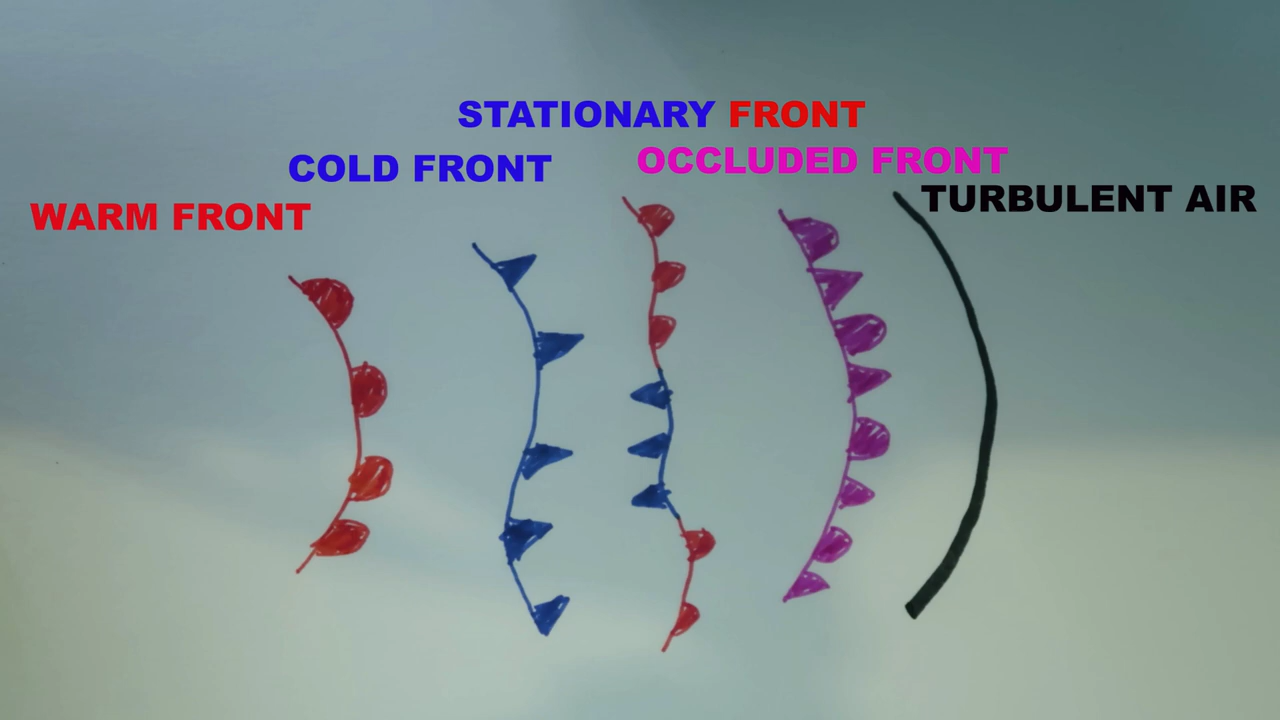 STATIONARY FRONT
COLD FRONT
OCCLUDED FRONT
WARM FRONT
TURBULENT AIR